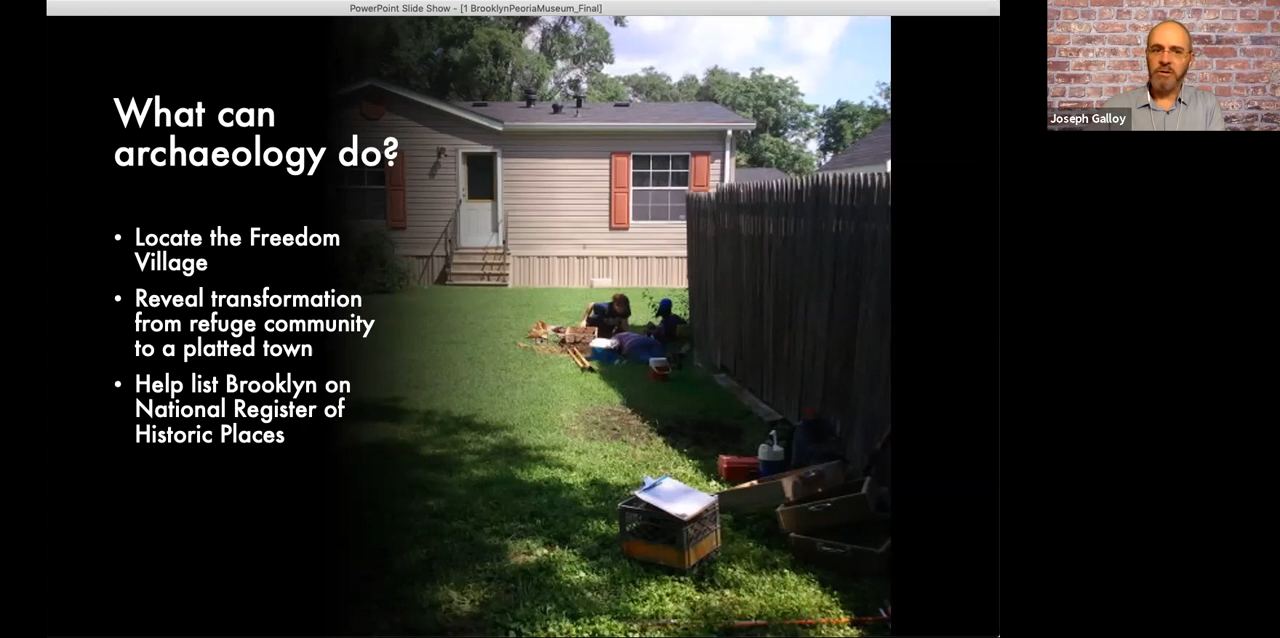 PowerPoint Slide Show - [1 BrooklynPeoriaMuseum_Final]
What can
archaeology do?
• Locate the Freedom
Village
• Reveal transformation
from refuge community
to a platted town
• Help list Brooklyn on
National Register of
Historic Places
Joseph Galloy